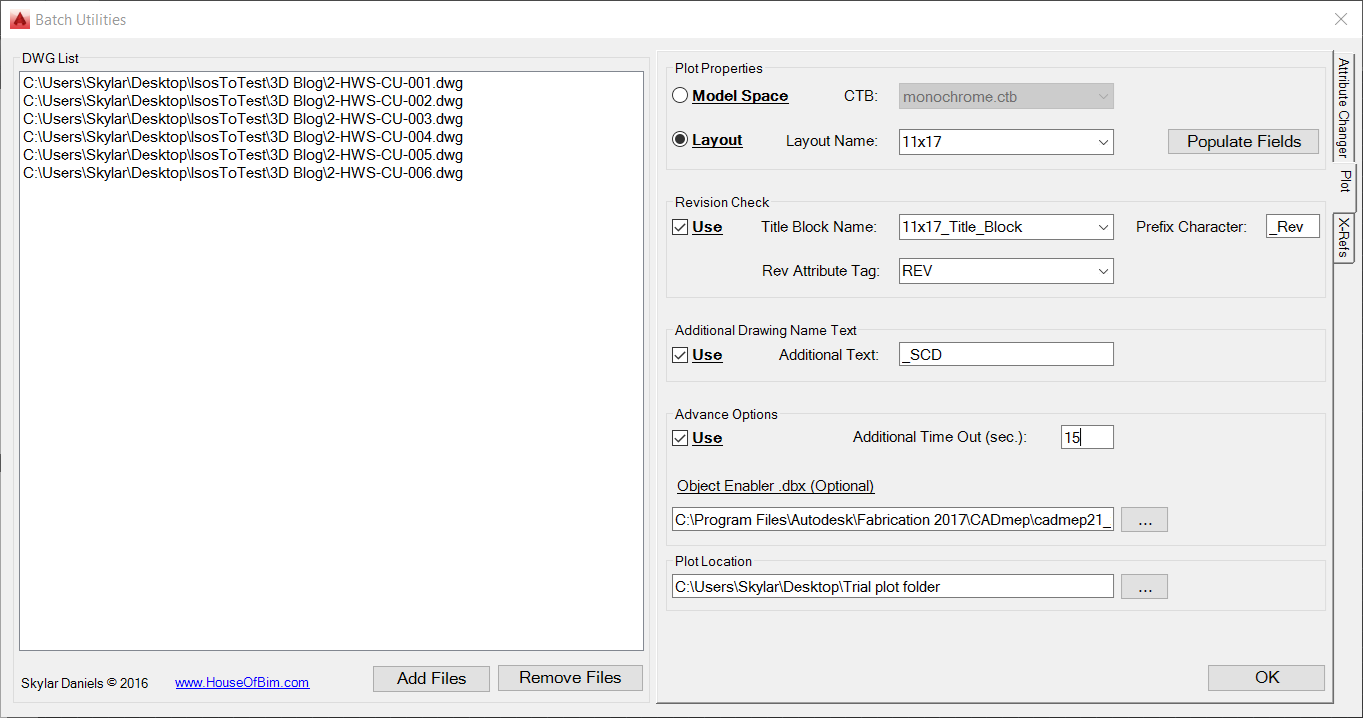 Batch Utilities
DWG List
C:\Users\Skylar\Desktop\IsosToTest\3D Blog\2-HWS-CU-001.dwg
C:\Users\Skylar\Desktop\IsosToTest\3D Blog\2-HWS-CU-002.dwg
C:\Users\Skylar\Desktop\IsosToTest\3D Blog\2-HWS-CU-003.dwg
C:\Users\Skylar\Desktop\IsosToTest\3D Blog\2-HWS-CU-004.dwg
C:\Users\Skylar\Desktop\IsosToTest\3D Blog\2-HWS-CU-005.dwg
C:\Users\Skylar\Desktop\IsosToTest\3D Blog\2-HWS-CU-006.dwg
Skylar Daniels © 2016 www.HouseOfBim.com Add Files Remove Files
Plot Properties
Model Space CTB: monochrome.ctb
Layout Layout Name: 11x17 Populate Fields
Revision Check
Use Title Block Name: 11x17_Title_Block Prefix Character: _Rev
Rev Attribute Tag: REV
Additional Drawing Name Text
Use Additional Text: _SCD
Advance Options
Use Additional Time Out (sec.): 15
Object Enabler .dbx (Optional)
C:\Program Files\Autodesk\Fabrication 2017\CADmep\cadmep21_ ...
Plot Location
C:\Users\Skylar\Desktop\Trial plot folder ...
OK
Attribute Changer
Plot
X-Refs